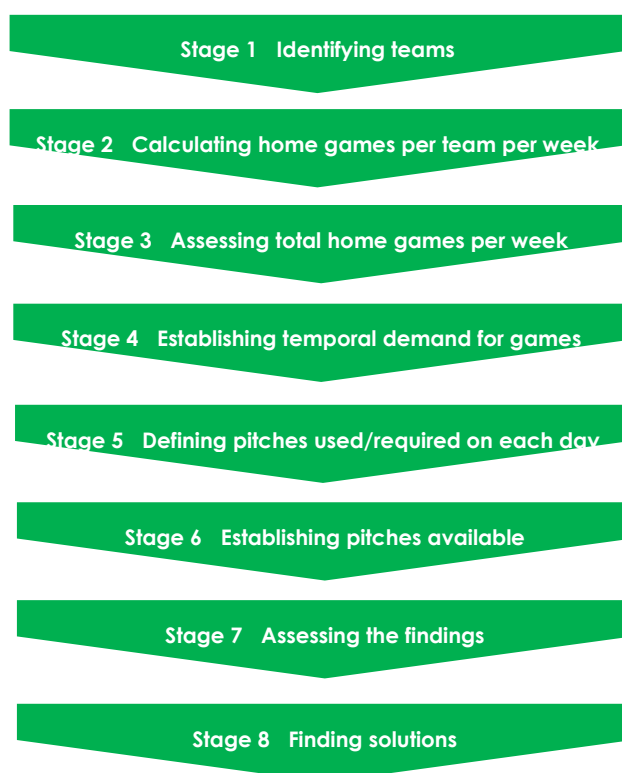 Stage 1 Identifying teams
Stage 2 Calculating home games per team per week
Stage 3 Assessing total home games per week
Stage 4 Establishing temporal demand for games
Stage 5 Defining pitches used/required on each day
Stage 6 Establishing pitches available
Stage 7 Assessing the findings
Stage 8 Finding solutions